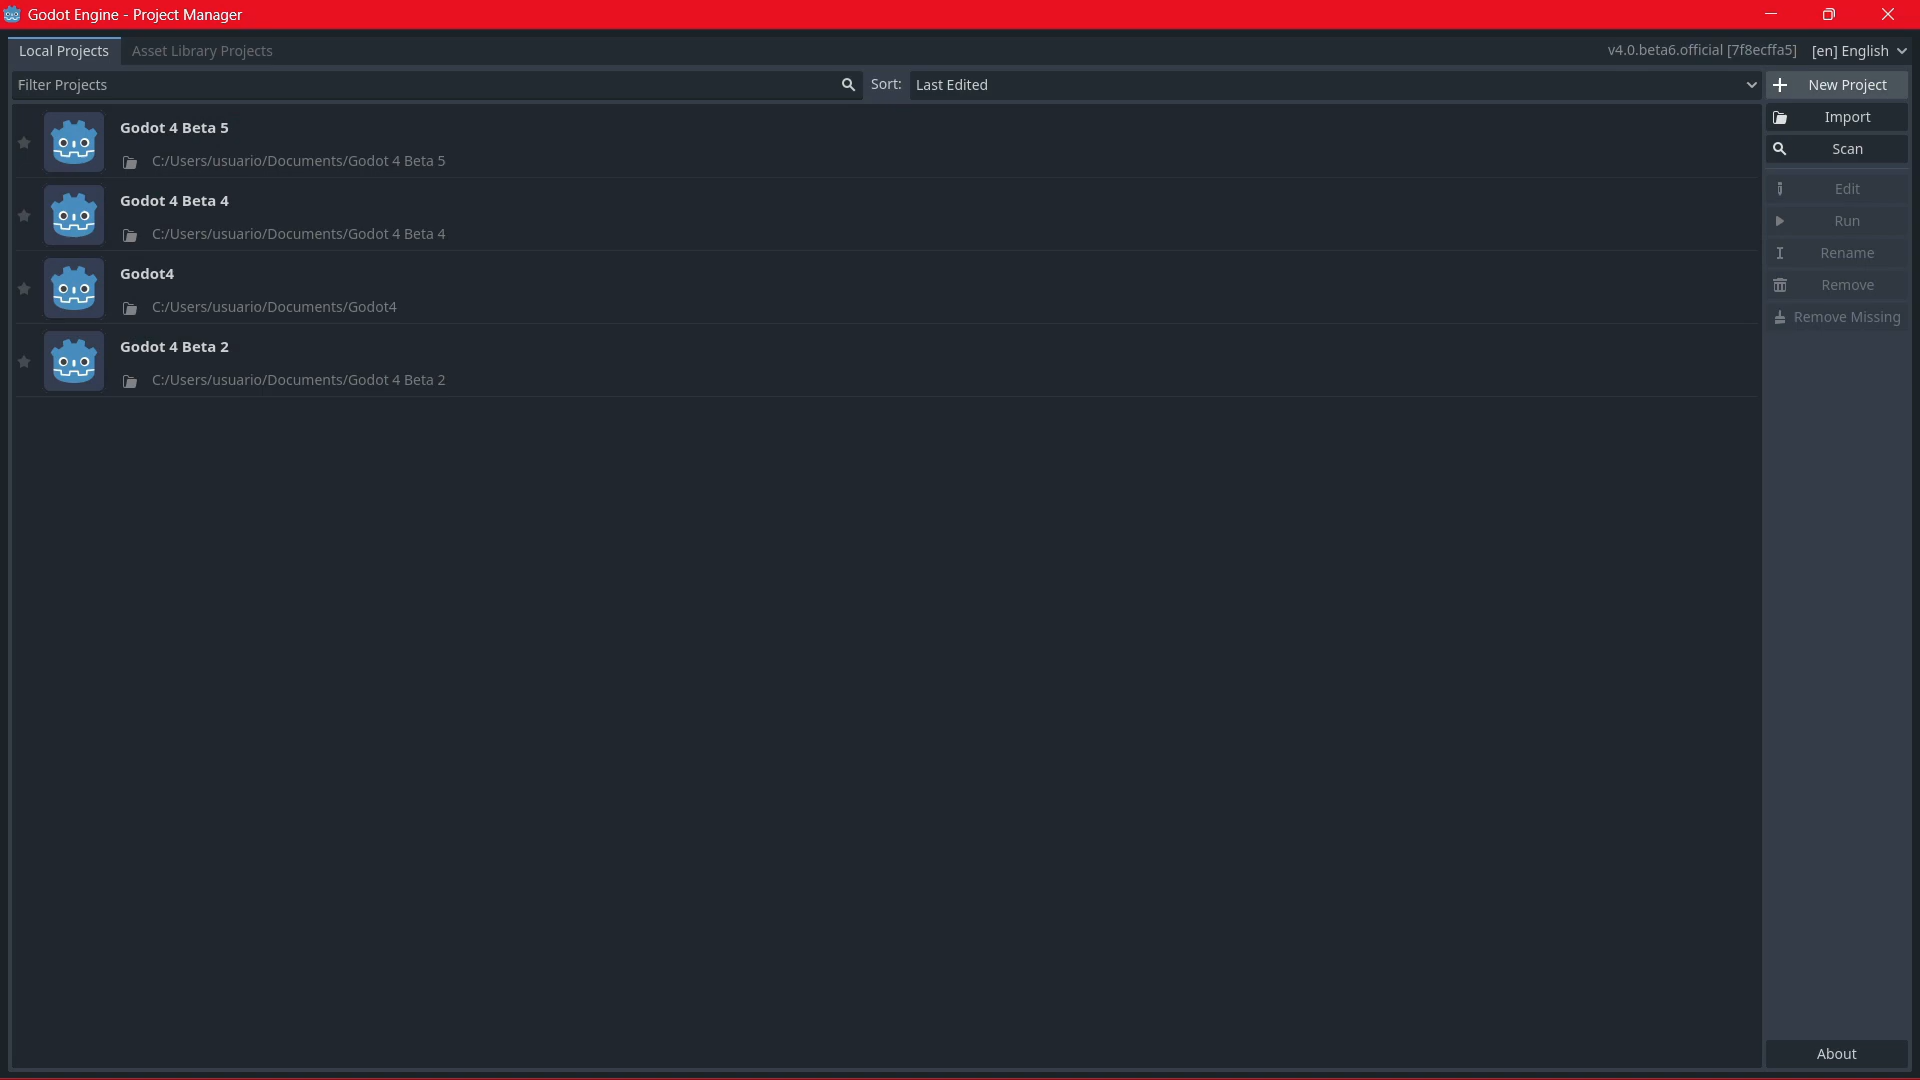 Godot Engine - Project Manager
Local Projects
Asset Library Projects
v4.0.beta6.official [7f8ecffa5]
[en] English
Filter Projects
Sort:
Last Edited
New Project
Import
Scan
Edit
Run
Rename
Remove
Remove Missing
Godot 4 Beta 5
C:/Users/usuario/Documents/Godot 4 Beta 5
Godot 4 Beta 4
C:/Users/usuario/Documents/Godot 4 Beta 4
Godot4
C:/Users/usuario/Documents/Godot4
Godot 4 Beta 2
C:/Users/usuario/Documents/Godot 4 Beta 2
About